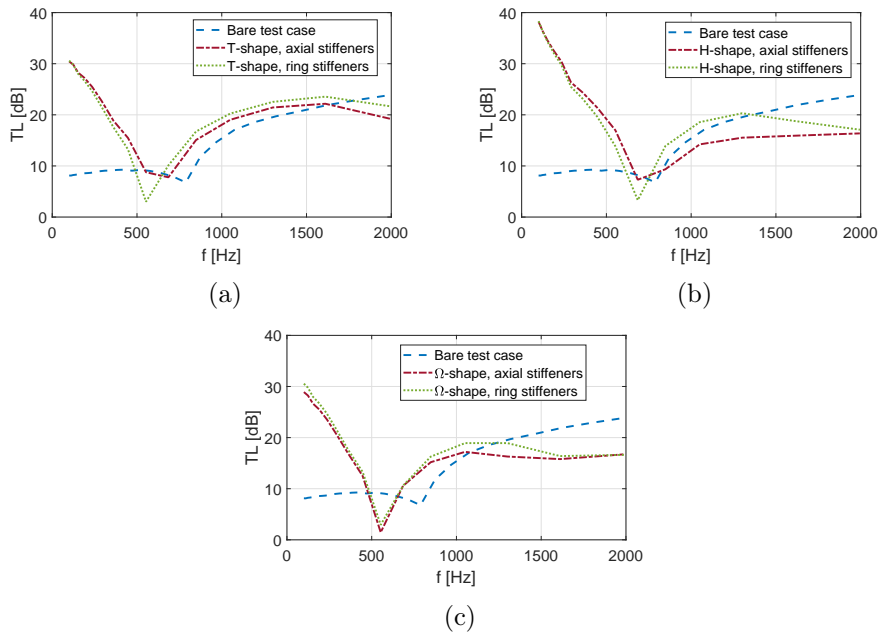 40
30
20
10
0
TL [dB]
Bare test case
T-shape, axial stiffeners
T-shape, ring stiffeners
0 500 1000 1500 2000
f [Hz]
(a)
40
30
20
10
0
TL [dB]
Bare test case
H-shape, axial stiffeners
H-shape, ring stiffeners
0 500 1000 1500 2000
f [Hz]
(b)
40
30
20
10
0
TL [dB]
Bare test case
Ω-shape, axial stiffeners
Ω-shape, ring stiffeners
0 500 1000 1500 2000
f [Hz]
(c)